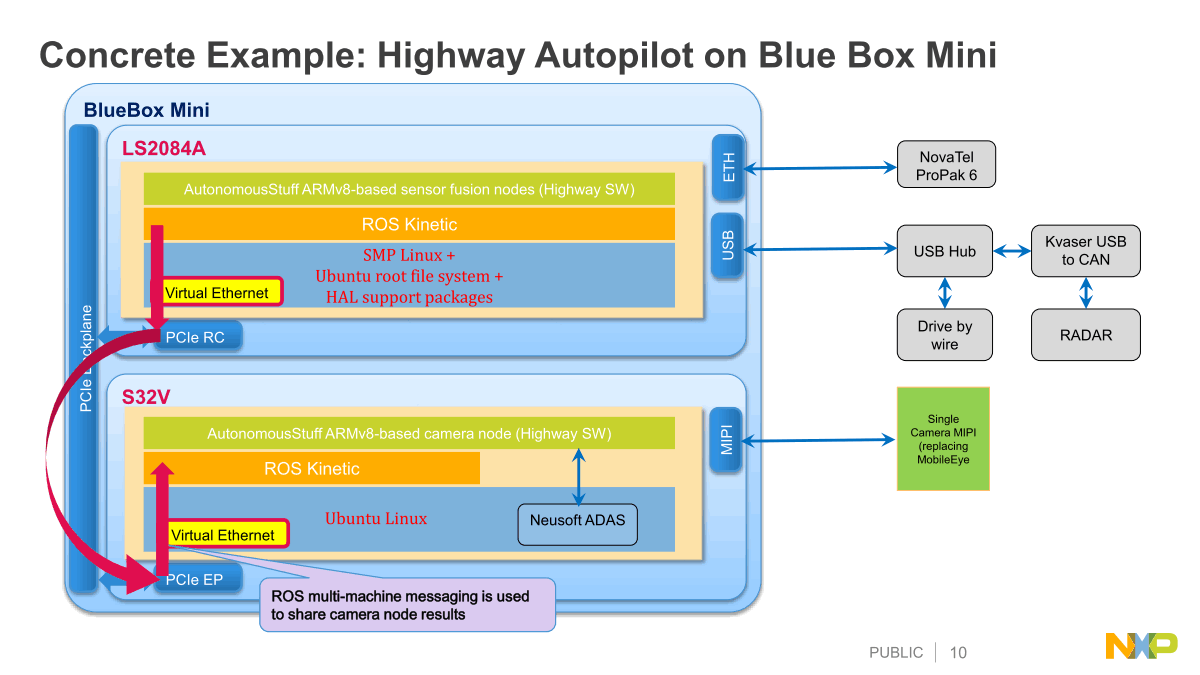 Concrete Example: Highway Autopilot on Blue Box Mini
BlueBox Mini
LS2084A
AutonomousStuff ARMv8-based sensor fusion nodes (Highway SW)
ROS Kinetic
SMP Linux +
Ubuntu root file system +
HAL support packages
Virtual Ethernet
PCIe RC
PCIe Backplane
ETH
USB
S32V
AutonomousStuff ARMv8-based camera node (Highway SW)
ROS Kinetic
Ubuntu Linux
Neusoft ADAS
Virtual Ethernet
PCIe EP
MIPI
ROS multi-machine messaging is used
to share camera node results
NovaTel
ProPak 6
USB Hub
Kvaser USB
to CAN
Drive by
wire
RADAR
Single
Camera MIPI
(replacing
MobileEye
PUBLIC
10
NXP